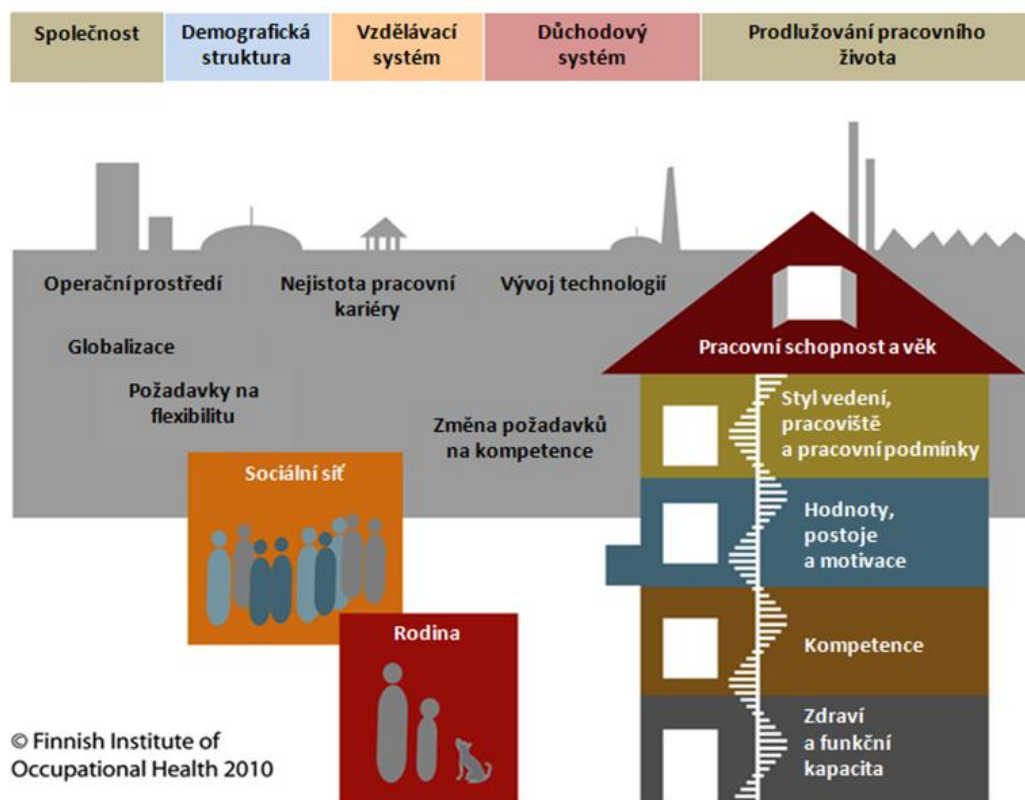 Společnost
Demografická
struktura
Vzdělávací
systém
Důchodový
systém
Prodlužování pracovního
života
Operační prostředí
Nejistota pracovní
kariéry
Vývoj technologií
Globalizace
Požadavky na
flexibilitu
Změna požadavků
na kompetence
Pracovní schopnost a věk
Styl vedení,
pracoviště
a pracovní podmínky
Hodnoty,
postoje
a motivace
Kompetence
Zdraví
a funkční
kapacita
Sociální síť
Rodina
© Finnish Institute of
Occupational Health 2010